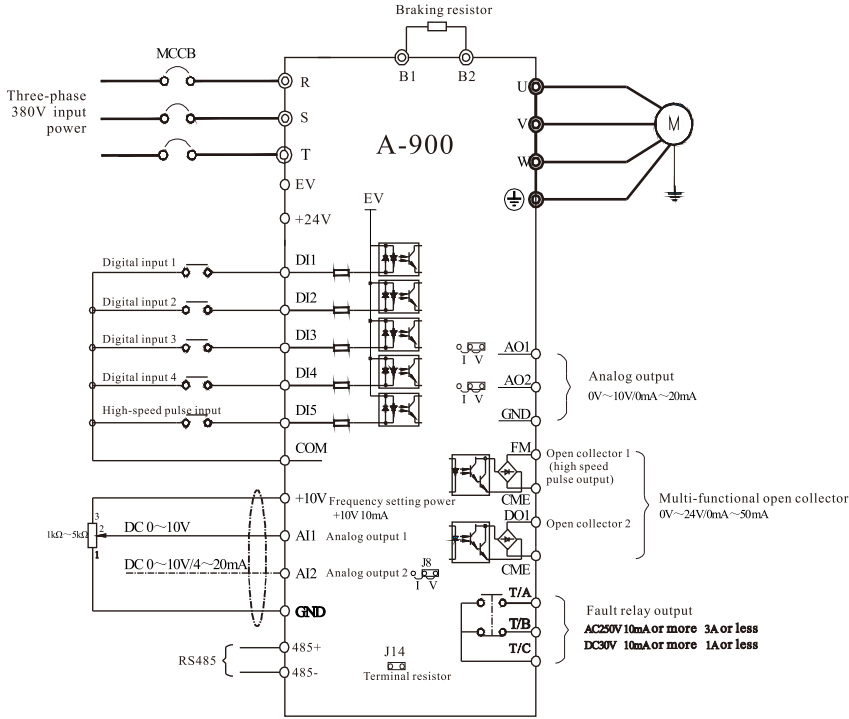 Braking resistor
B1 B2
MCCB
Three-phase
380V input
power
R
S
T
EV
+24V
A-900
U
V
W
M
EV
Digital input 1
DI1
Digital input 2
DI2
Digital input 3
DI3
Digital input 4
DI4
High-speed pulse input
DI5
COM
I V
AO1
I V
AO2
GND
Analog output
0V~10V/0mA~20mA
FM
CME
Open collector 1
(high speed
pulse output)
DO1
CME
Open collector 2
Multi-functional open collector
0V~24V/0mA~50mA
+10V
Frequency setting power
+10V 10mA
1kΩ~5kΩ
3
2
1
DC 0~10V
AI1
Analog output 1
DC 0~10V/4~20mA
AI2
Analog output 2
J8
I V
GND
RS485
485+
485-
J14
Terminal resistor
T/A
T/B
T/C
Fault relay output
AC250V 10mA or more 3A or less
DC30V 10mA or more 1A or less